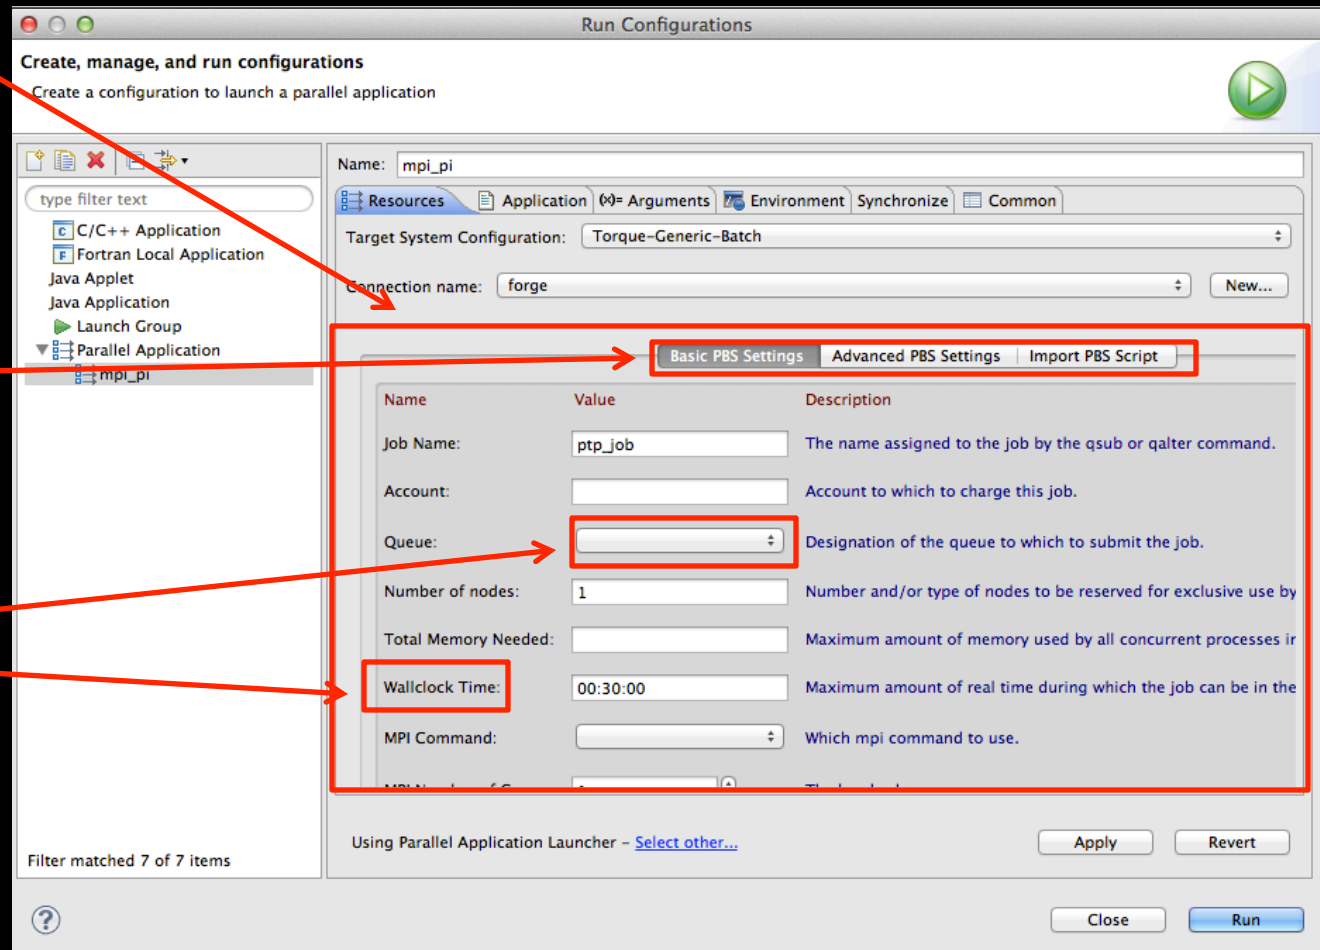 Run Configurations
Create, manage, and run configurations
Create a configuration to launch a parallel application
Name: mpi_pi
type filter text
Resources Application (x)= Arguments Environment Synchronize Common
C/C++ Application
Target System Configuration: Torque-Generic-Batch
Fortran Local Application
Java Applet
Connection name: forge New...
Java Application
Launch Group
Parallel Application
mpi_pi
Basic PBS Settings Advanced PBS Settings Import PBS Script
Name Value Description
Job Name: ptp_job The name assigned to the job by the qsub or qalter command.
Account: Account to which to charge this job.
Queue: Designation of the queue to which to submit the job.
Number of nodes: 1 Number and/or type of nodes to be reserved for exclusive use by
Total Memory Needed: Maximum amount of memory used by all concurrent processes in
Wallclock Time: 00:30:00 Maximum amount of real time during which the job can be in the
MPI Command: Which mpi command to use.
Using Parallel Application Launcher - Select other... Apply Revert
Filter matched 7 of 7 items
? Close Run